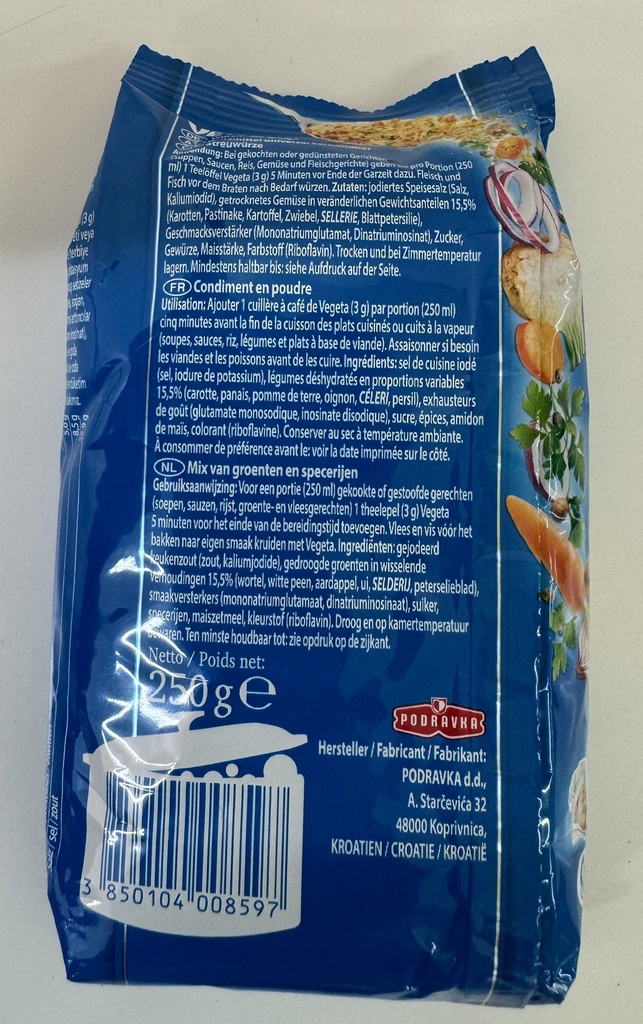 Streuwürze
Anwendung: Bei gekochten oder gedünsteten Gerichten
(Suppen, Saucen, Reis, Gemüse und Fleischgerichte) geben pro Portion (250
ml) 1 Teelöffel Vegeta (3 g) 5 Minuten vor Ende der Garzeit dazu. Fleisch und
Fisch vor dem Braten nach Bedarf würzen. Zutaten: jodiertes Speisesalz (Salz,
Kaliumiodid), getrocknetes Gemüse in veränderlichen Gewichtsanteilen 15,5%
(Karotten, Pastinake, Kartoffel, Zwiebel, SELLERIE, Blattpetersilie),
Geschmacksverstärker (Mononatriumglutamat, Dinatriuminosinat), Zucker,
Gewürze, Maisstärke, Farbstoff (Riboflavin). Trocken und bei Zimmertemperatur
lagern. Mindestens haltbar bis: siehe Aufdruck auf der Seite.
FR Condiment en poudre
Utilisation: Ajouter 1 cuillère à café de Vegeta (3 g) par portion (250 ml)
cinq minutes avant la fin de la cuisson des plats cuisinés ou cuits à la vapeur
(soupes, sauces, riz, légumes et plats à base de viande). Assaisonner si besoin
les viandes et les poissons avant de les cuire. Ingrédients: sel de cuisine iodé
(sel, iodure de potassium), légumes déshydratés en proportions variables
15,5% (carotte, panais, pomme de terre, oignon, CÉLERI, persil), exhausteurs
de goût (glutamate monosodique, inosinate disodique), sucre, épices, amidon
de maïs, colorant (riboflavine). Conserver au sec à température ambiante.
À consommer de préférence avant le: voir la date imprimée sur le côté.
NL Mix van groenten en specerijen
Gebruiksaanwijzing: Voor een portie (250 ml) gekookte of gestoofde gerechten
(soepen, sauzen, rijst, groente- en vleesgerechten) 1 theelepel (3 g) Vegeta
5 minuten voor het einde van de bereidingstijd toevoegen. Vlees en vis vóór het
bakken naar eigen smaak kruiden met Vegeta. Ingrediënten: gejodeerd
keukenzout (zout, kaliumjodide), gedroogde groenten in wisselende
verhoudingen 15,5% (wortel, witte peen, aardappel, ui, SELDERIJ, peterselieblad),
smaakversterkers (mononatriumglutamaat, dinatriuminosinaat), suiker,
specerijen, maiszetmeel, kleurstof (riboflavin). Droog en op kamertemperatuur
bewaren. Ten minste houdbaar tot: zie opdruk op de zijkant.
Netto / Poids net:
250 g e
PODRAVKA
Hersteller / Fabricant / Fabrikant:
PODRAVKA d.d.,
A. Starčevića 32
48000 Koprivnica,
KROATIEN / CROATIE / KROATIË
3 850104 008597